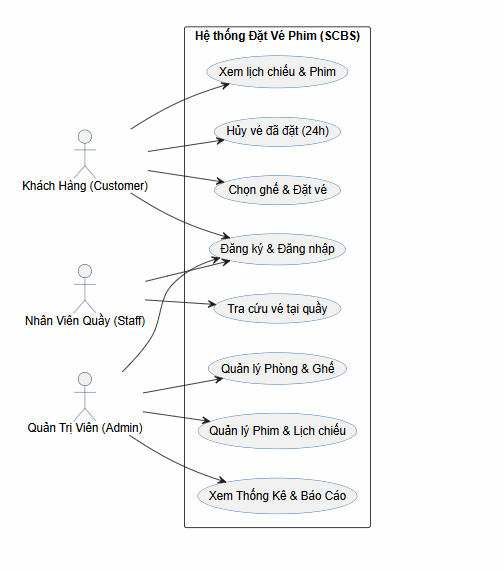 Hệ thống Đặt Vé Phim (SCBS)
Xem lịch chiếu & Phim
Hủy vé đã đặt (24h)
Khách Hàng (Customer)
Chọn ghế & Đặt vé
Đăng ký & Đăng nhập
Nhân Viên Quầy (Staff)
Tra cứu vé tại quầy
Quản lý Phòng & Ghế
Quản Trị Viên (Admin)
Quản lý Phim & Lịch chiếu
Xem Thống Kê & Báo Cáo